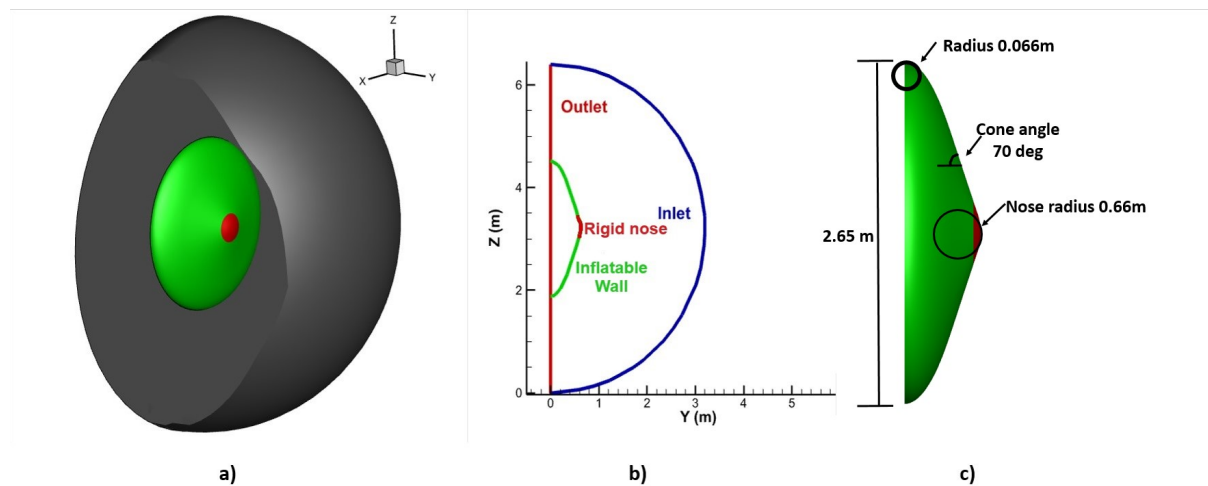 Z
X
Y
Outlet
Inlet
Rigid nose
Inflatable
Wall
Z (m)
6
4
2
0
0
1
2
3
4
5
Y (m)
Radius 0.066m
Cone angle
70 deg
Nose radius 0.66m
2.65 m
a)
b)
c)